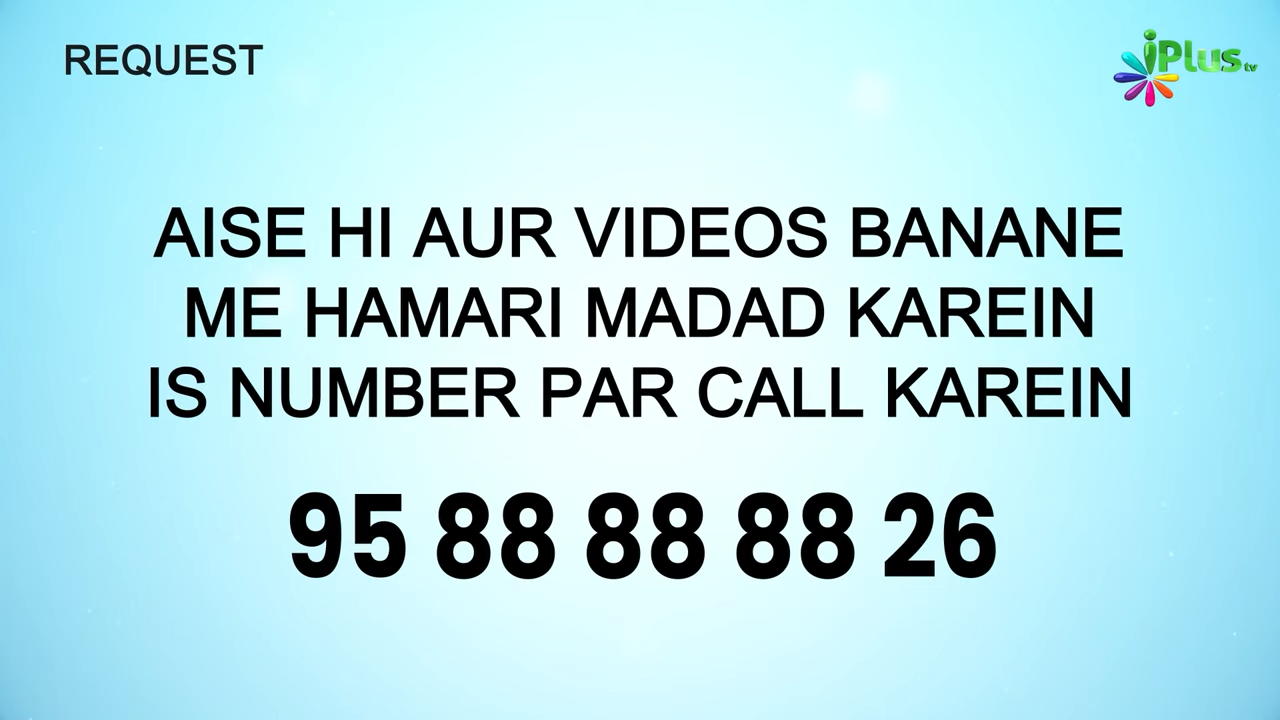 REQUEST
iPlus tv
AISE HI AUR VIDEOS BANANE
ME HAMARI MADAD KAREIN
IS NUMBER PAR CALL KAREIN
95 88 88 88 26